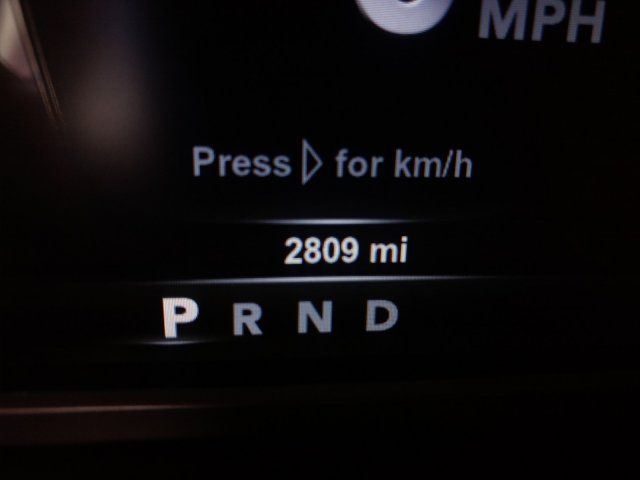 MPH
Press ▷ for km/h
2809 mi
P R N D